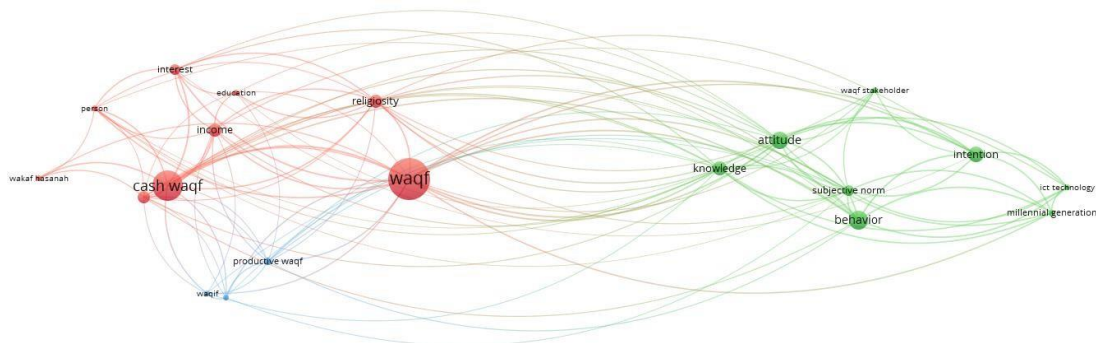 interest
education
person
religiosity
income
wakaf hasanah
cash waqf
waqf
productive waqf
waqif
waqf stakeholder
attitude
intention
knowledge
subjective norm
ict technology
behavior
millennial generation